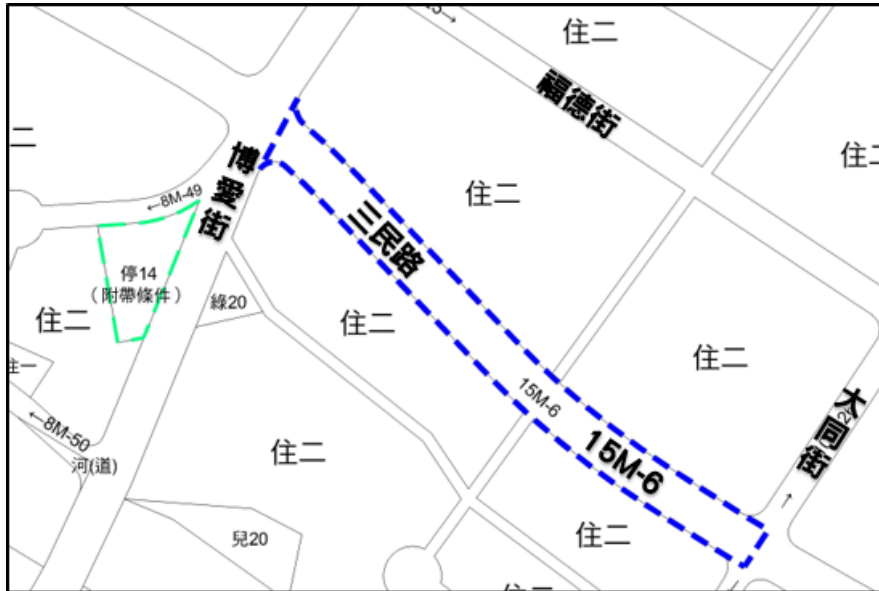 住二
福德街
二
住二
住二
博愛街
←8M-49
三民路
停14
(附帶條件)
住二
綠20
住二
住二
大同街
15M-6
15M-6
←8M-50
河(道)
住二
住二
兒20
住二